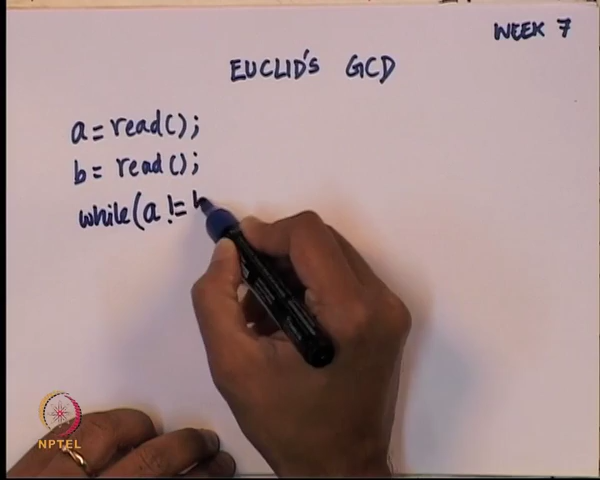 WEEK 7
EUCLID'S GCD
a = read();
b = read();
while(a != b
NPTEL